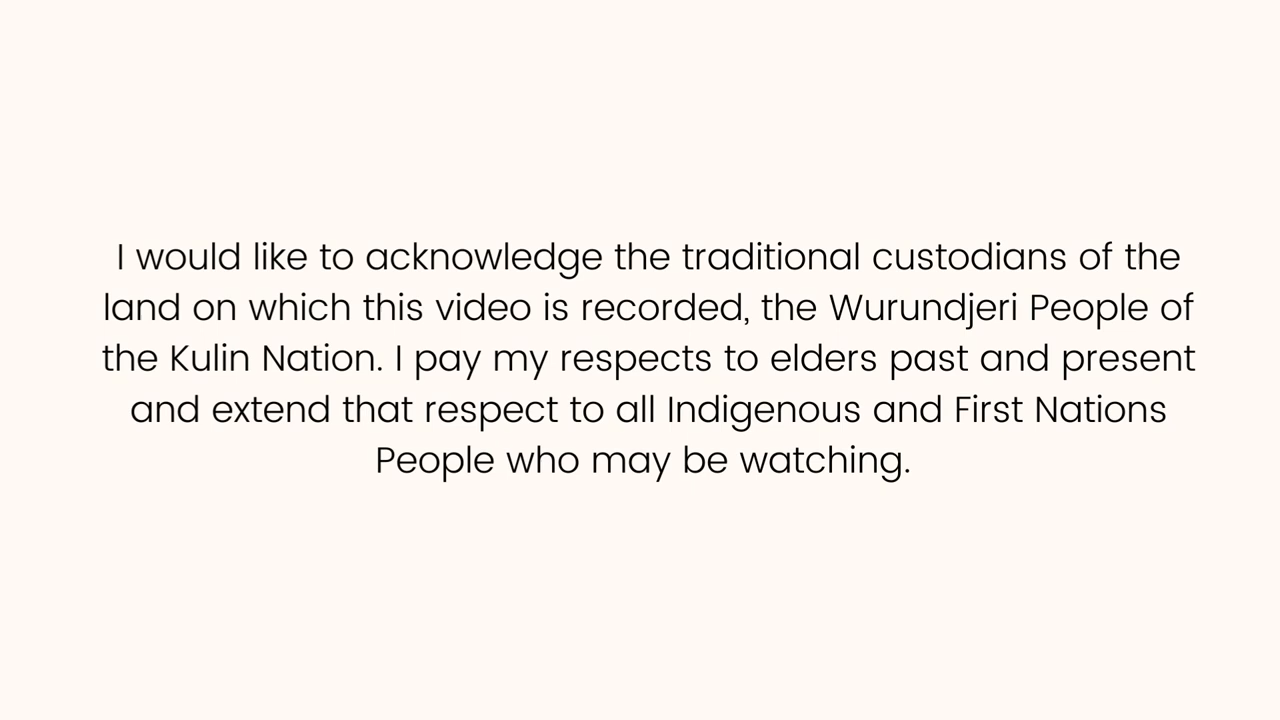 I would like to acknowledge the traditional custodians of the
land on which this video is recorded, the Wurundjeri People of
the Kulin Nation. I pay my respects to elders past and present
and extend that respect to all Indigenous and First Nations
People who may be watching.